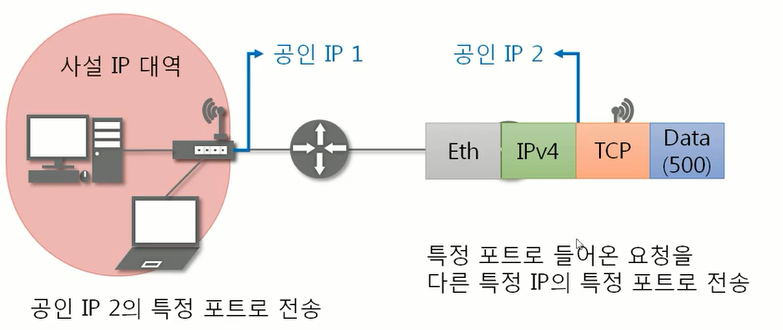 사설 IP 대역
공인 IP 1
공인 IP 2
Eth
IPv4
TCP
Data
(500)
특정 포트로 들어온 요청을
다른 특정 IP의 특정 포트로 전송
공인 IP 2의 특정 포트로 전송